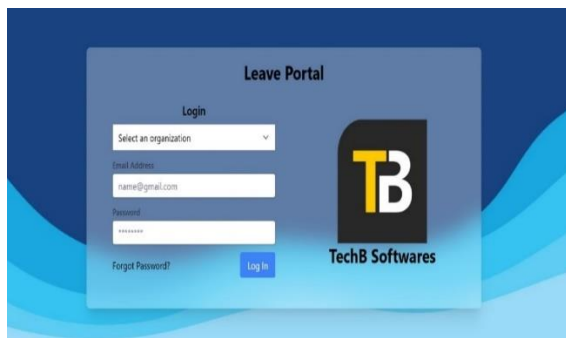 Leave Portal
Login
Select an organization
Email Address
name@gmail.com
Password
********
Forgot Password?
Log In
TB
TechB Softwares